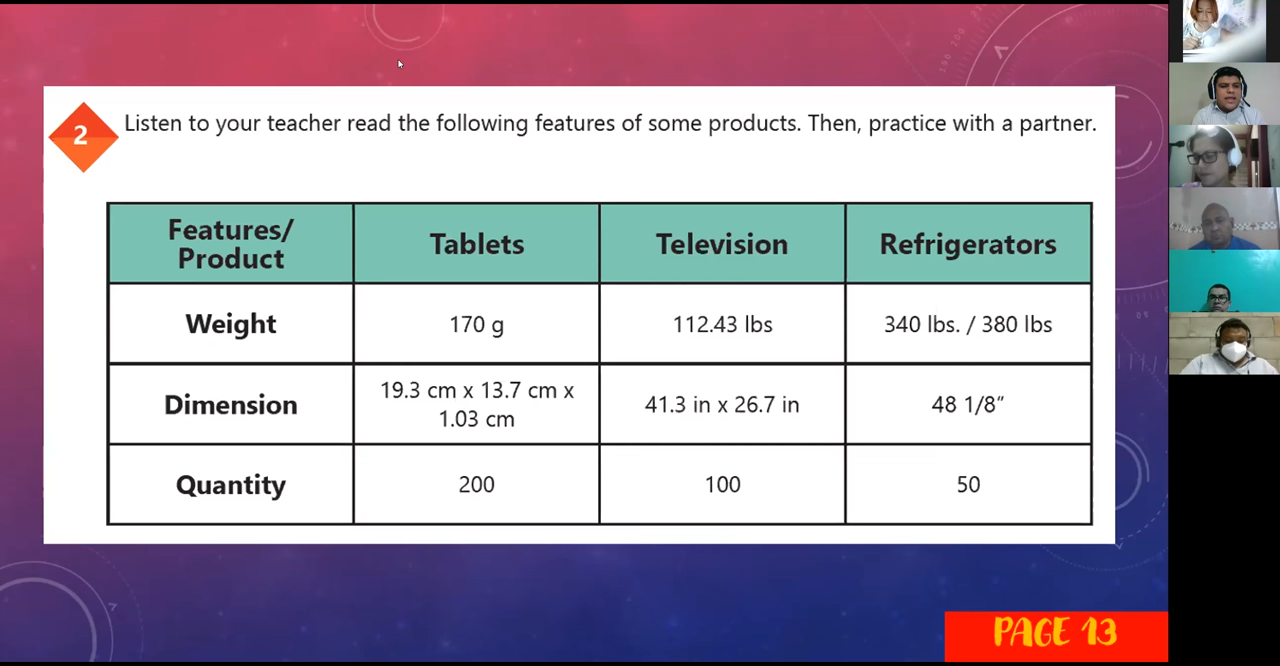 2
Listen to your teacher read the following features of some products. Then, practice with a partner.
Features/
Product
Tablets
Television
Refrigerators
Weight
170 g
112.43 lbs
340 lbs. / 380 lbs
Dimension
19.3 cm x 13.7 cm x
1.03 cm
41.3 in x 26.7 in
48 1/8”
Quantity
200
100
50
PAGE 13